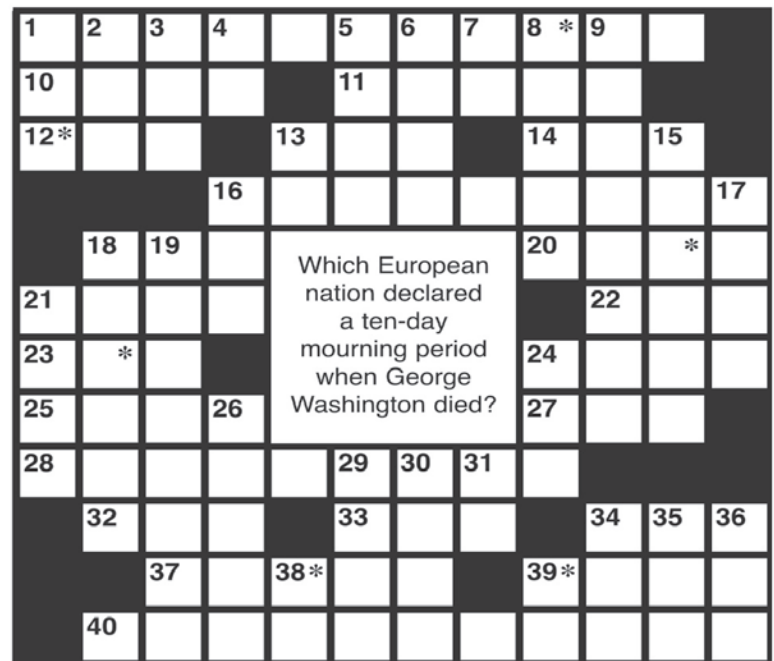 1 2 3 4 5 6 7 8 * 9
10 11
12* 13 14 15
16 17
18 19 20 *
Which European
nation declared
a ten-day
mourning period
when George
Washington died?
21 22
23 * 24
25 26 27
28 29 30 31
32 33 34 35 36
37 38* 39*
40